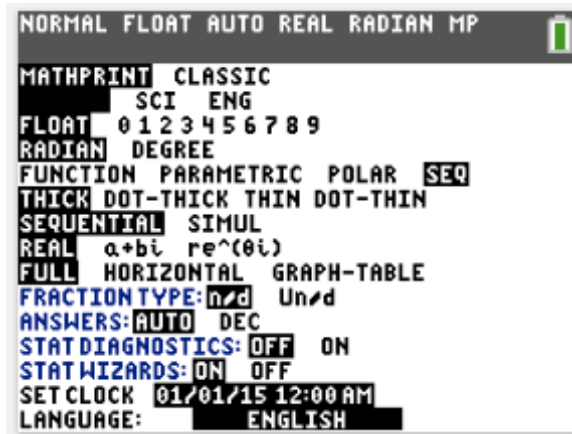 NORMAL FLOAT AUTO REAL RADIAN MP
MATHPRINT CLASSIC
SCI ENG
FLOAT 0 1 2 3 4 5 6 7 8 9
RADIAN DEGREE
FUNCTION PARAMETRIC POLAR SEQ
THICK DOT-THICK THIN DOT-THIN
SEQUENTIAL SIMUL
REAL a+bi re^(θi)
FULL HORIZONTAL GRAPH-TABLE
FRACTION TYPE: n/d Un/d
ANSWERS: AUTO DEC
STAT DIAGNOSTICS: OFF ON
STAT WIZARDS: ON OFF
SET CLOCK 01/01/15 12:00 AM
LANGUAGE: ENGLISH